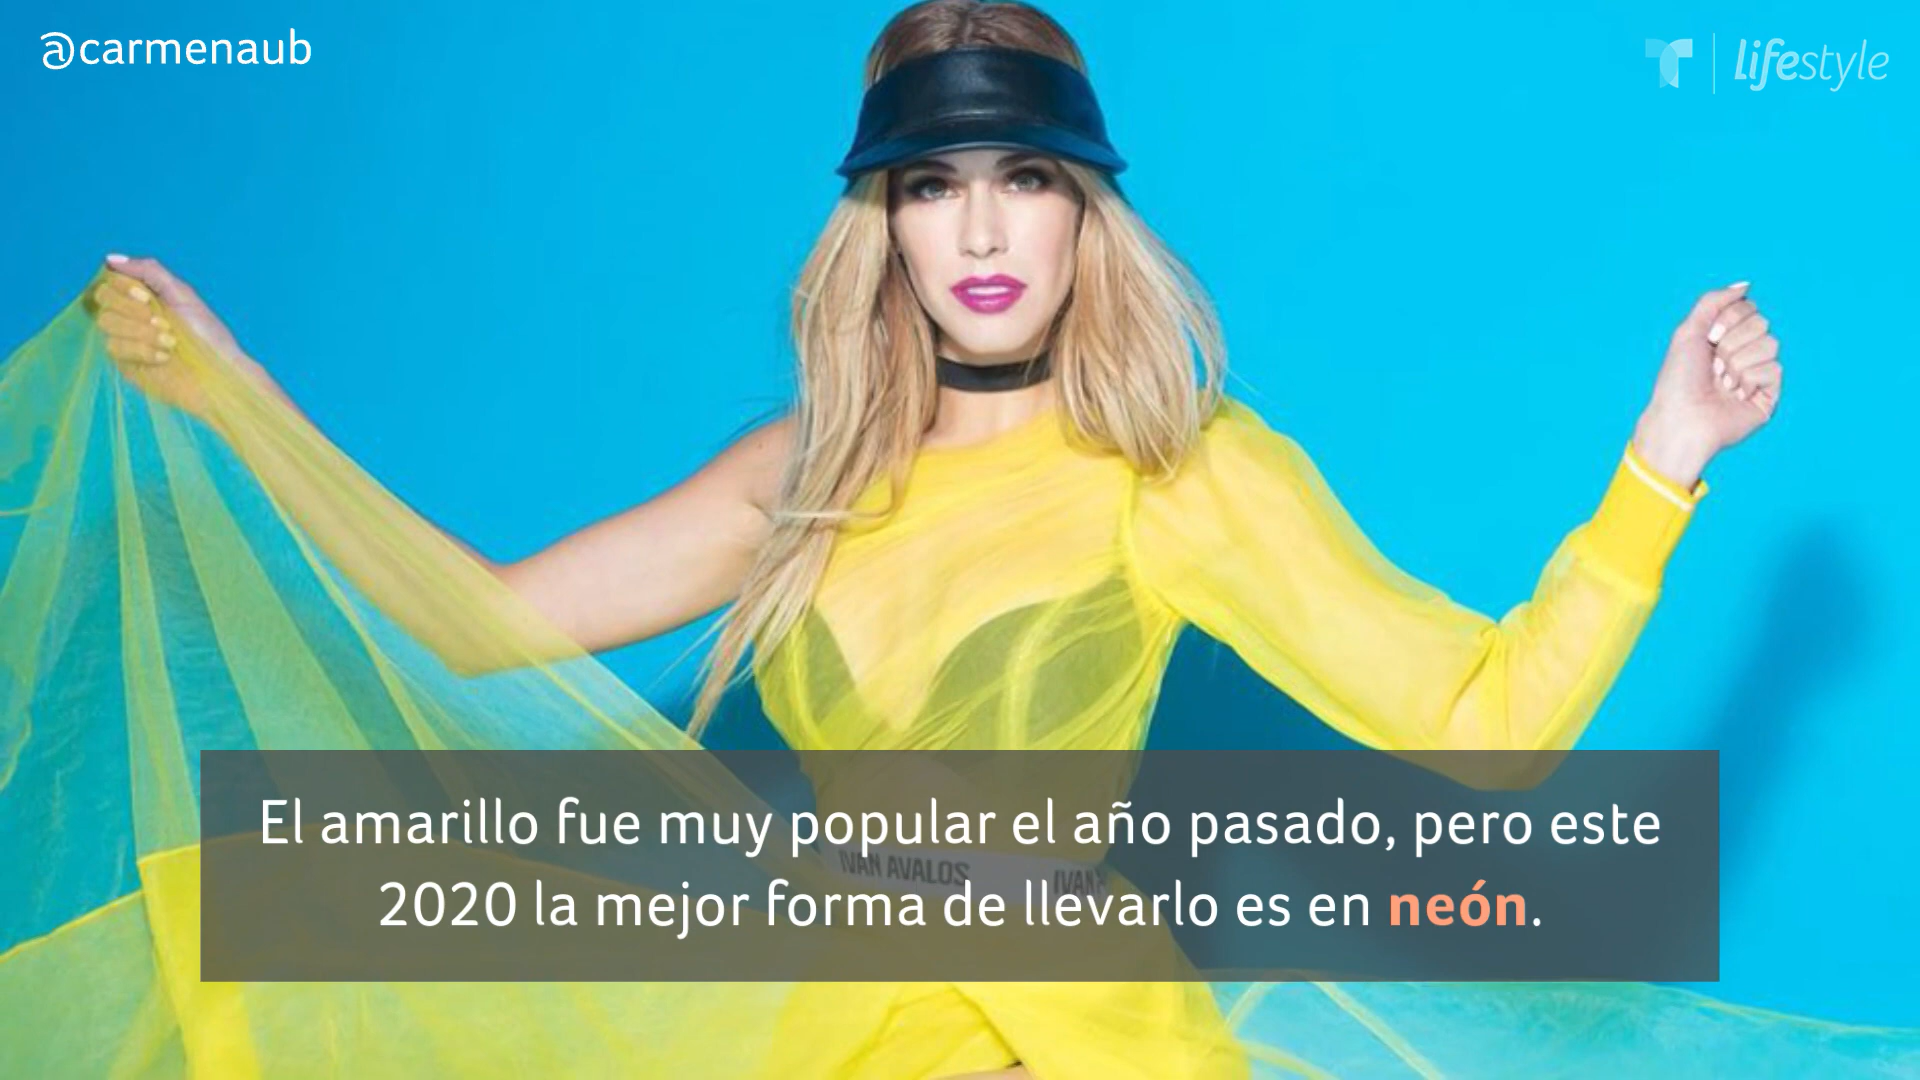 @carmenaub
lifestyle
El amarillo fue muy popular el año pasado, pero este
IVAN AVALOS IVAN
2020 la mejor forma de llevarlo es en neón.